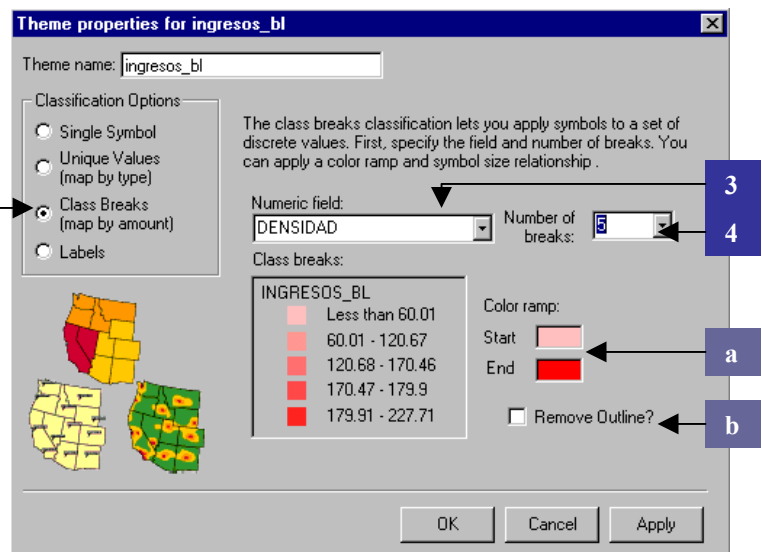 Theme properties for ingresos_bl
Theme name: ingresos_bl
Classification Options
Single Symbol
Unique Values
(map by type)
Class Breaks
(map by amount)
Labels
The class breaks classification lets you apply symbols to a set of
discrete values. First, specify the field and number of breaks. You
can apply a color ramp and symbol size relationship .
Numeric field:
DENSIDAD
Number of
breaks:
5
3
4
Class breaks:
INGRESOS_BL
Less than 60.01
60.01 - 120.67
120.68 - 170.46
170.47 - 179.9
179.91 - 227.71
Color ramp:
Start
End
a
Remove Outline?
b
OK
Cancel
Apply